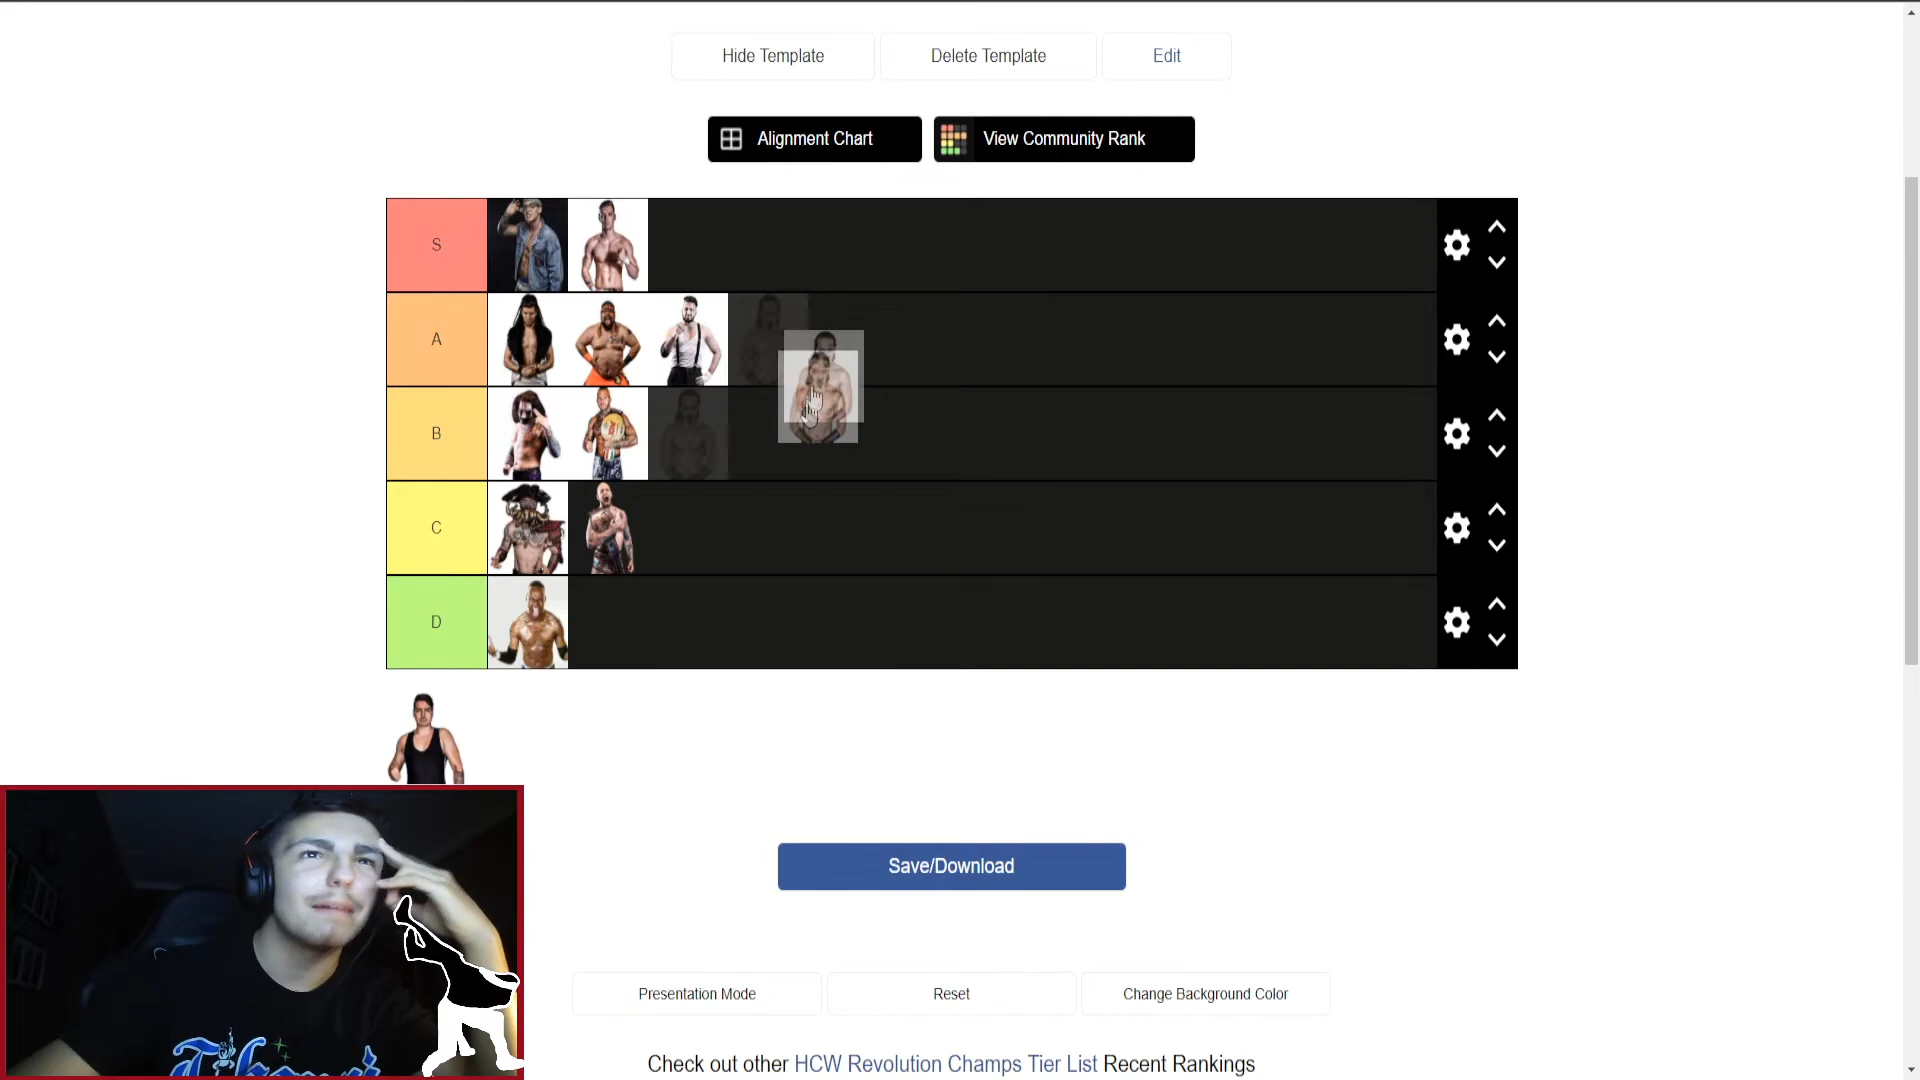 Hide Template
Delete Template
Edit
Alignment Chart
View Community Rank
S
A
B
C
D
Save/Download
Presentation Mode
Reset
Change Background Color
Check out other HCW Revolution Champs Tier List Recent Rankings